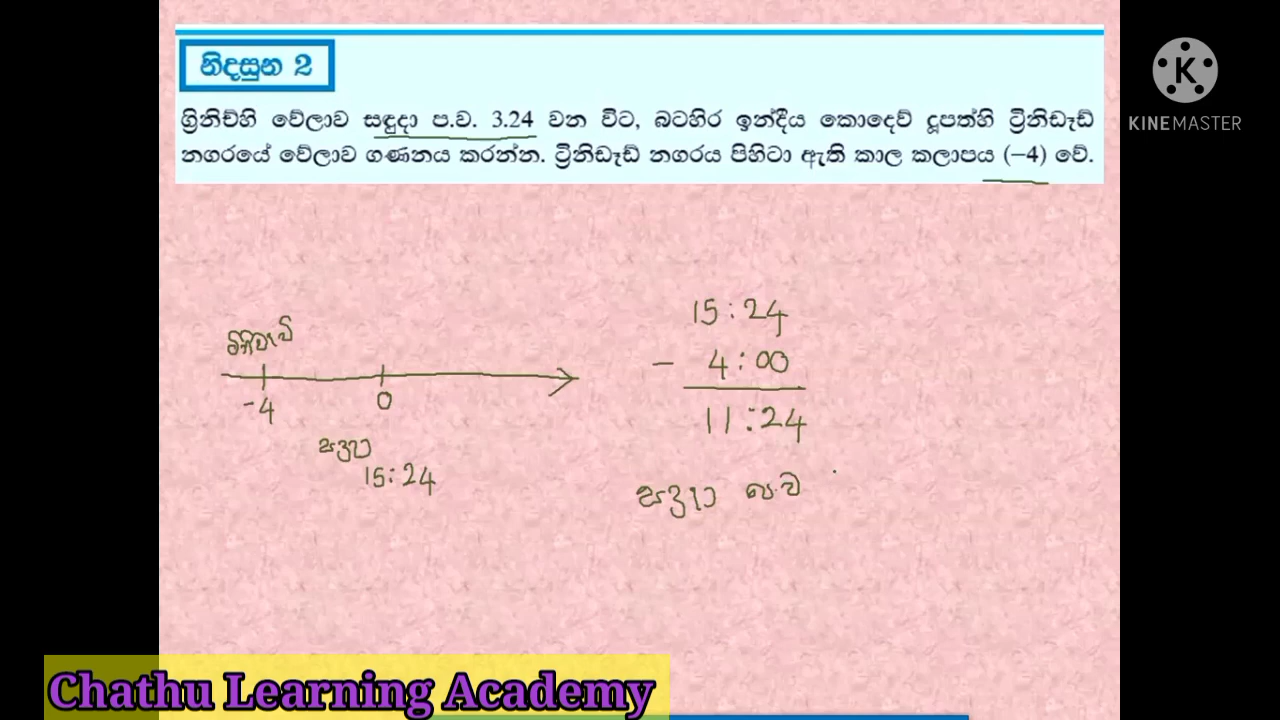 නිදසුන 2
ග්‍රිනිච්හි වේලාව සඳුදා ප.ව. 3.24 වන විට, බටහිර ඉන්දීය කොදෙව් දූපත්හි ට්‍රිනිඩෑඩ්
නගරයේ වේලාව ගණනය කරන්න. ට්‍රිනිඩෑඩ් නගරය පිහිටා ඇති කාල කලාපය (−4) වේ.
K
KINEMASTER
15:24
- 4:00
11:24
-4 0
සඳුදා
15:24
සඳුදා පෙ.ව
Chathu Learning Academy